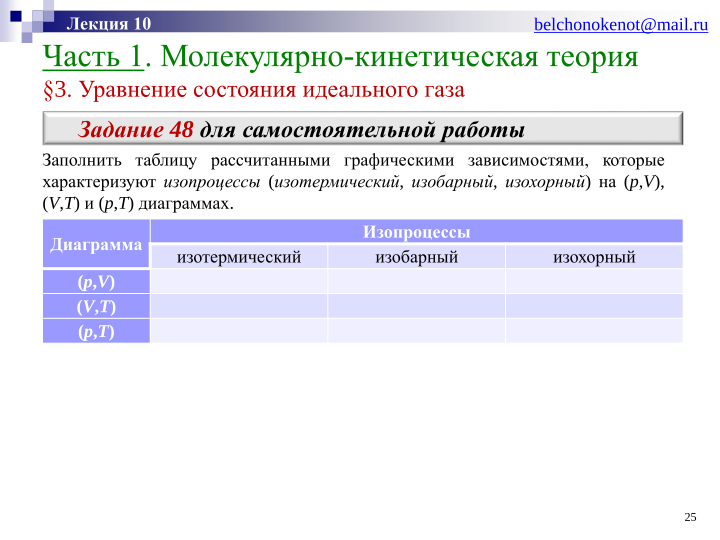 Лекция 10
belchonokenot@mail.ru
Часть 1. Молекулярно-кинетическая теория
§3. Уравнение состояния идеального газа
Задание 48 для самостоятельной работы
Заполнить таблицу рассчитанными графическими зависимостями, которые
характеризуют изопроцессы (изотермический, изобарный, изохорный) на (p,V),
(V,T) и (p,T) диаграммах.
Диаграмма
Изопроцессы
изотермический изобарный изохорный
(p,V)
(V,T)
(p,T)
25